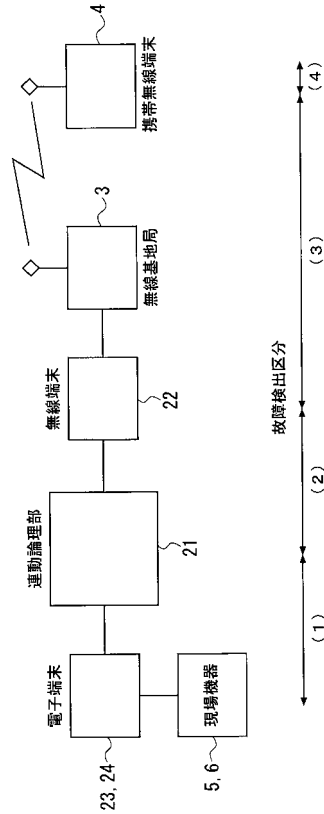 電子端末
23, 24
現場機器
5, 6
連動論理部
21
無線端末
22
無線基地局
3
携帯無線端末
4
故障検出区分
(1)
(2)
(3)
(4)